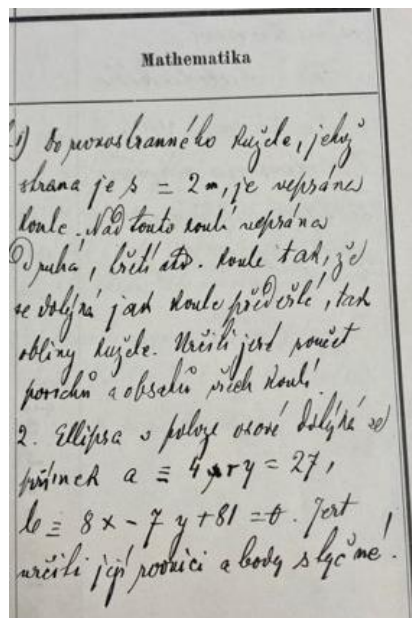 Mathematika
1) Do rovnostranného kužele, jehož
strana je s = 2 m, je vepsána
koule. Nad touto koulí vepsána
druhá, třetí atd. koule tak, že
se dotýká jak koule předešlé, tak
obliny kužele. Určiti jest součet
povrchů a obsahů všech koulí.
2. Ellipsa v poloze osové dotýká se
přímek a ≡ 4x + y = 27,
b ≡ 8x - 7y + 81 = 0. Jest
určiti její rovnici a body styčné.